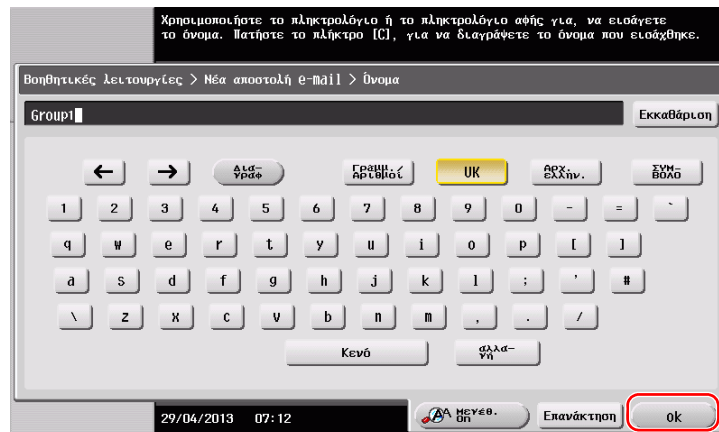 Χρησιμοποιήστε το πληκτρολόγιο ή το πληκτρολόγιο αφής για, να εισάγετε
το όνομα. Πατήστε το πλήκτρο [C], για να διαγράψετε το όνομα που εισάχθηκε.
Βοηθητικές λειτουργίες > Νέα αποστολή e-mail > Όνομα
Group1 Εκκαθάριση
← → Δια-
γραφ Γραμμ./
Αριθμοί UK Αρχ.
ελλην. ΣΥΜ-
ΒΟΛΟ
1 2 3 4 5 6 7 8 9 0 - = `
q w e r t y u i o p [ ]
a s d f g h j k l ; ' #
\ z x c v b n m , . /
Κενό αλλα-
γή
29/04/2013 07:12 Μεγέθ.
οπ Επανάκτηση ok